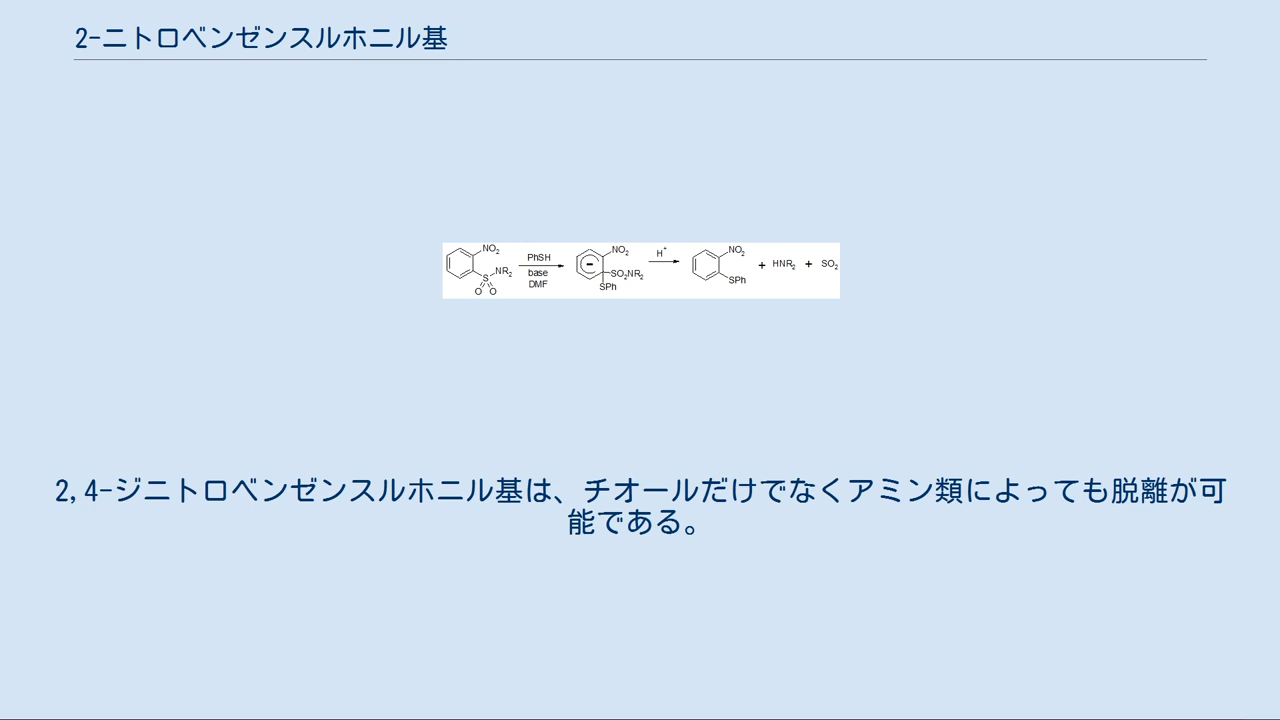 2-ニトロベンゼンスルホニル基
NO2
S
NR2
O O
PhSH
base
DMF
NO2
-
SO2NR2
SPh
H+
NO2
SPh
+ HNR2 + SO2
2,4-ジニトロベンゼンスルホニル基は、チオールだけでなくアミン類によっても脱離が可
能である。